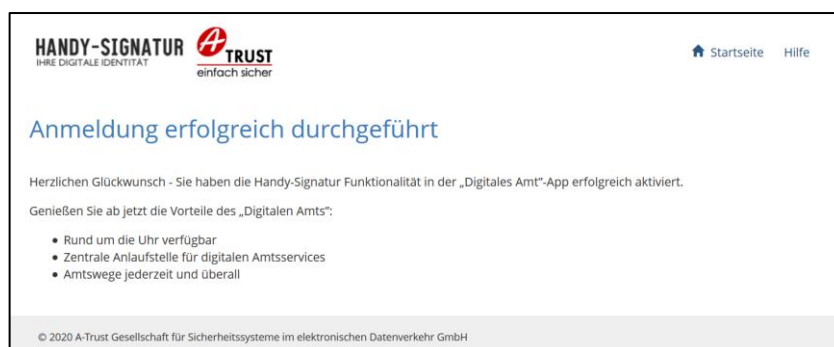 HANDY-SIGNATUR
IHRE DIGITALE IDENTITÄT
A TRUST
einfach sicher
Startseite Hilfe
Anmeldung erfolgreich durchgeführt
Herzlichen Glückwunsch - Sie haben die Handy-Signatur Funktionalität in der „Digitales Amt"-App erfolgreich aktiviert.
Genießen Sie ab jetzt die Vorteile des „Digitalen Amts":
• Rund um die Uhr verfügbar
• Zentrale Anlaufstelle für digitalen Amtsservices
• Amtswege jederzeit und überall
© 2020 A-Trust Gesellschaft für Sicherheitssysteme im elektronischen Datenverkehr GmbH